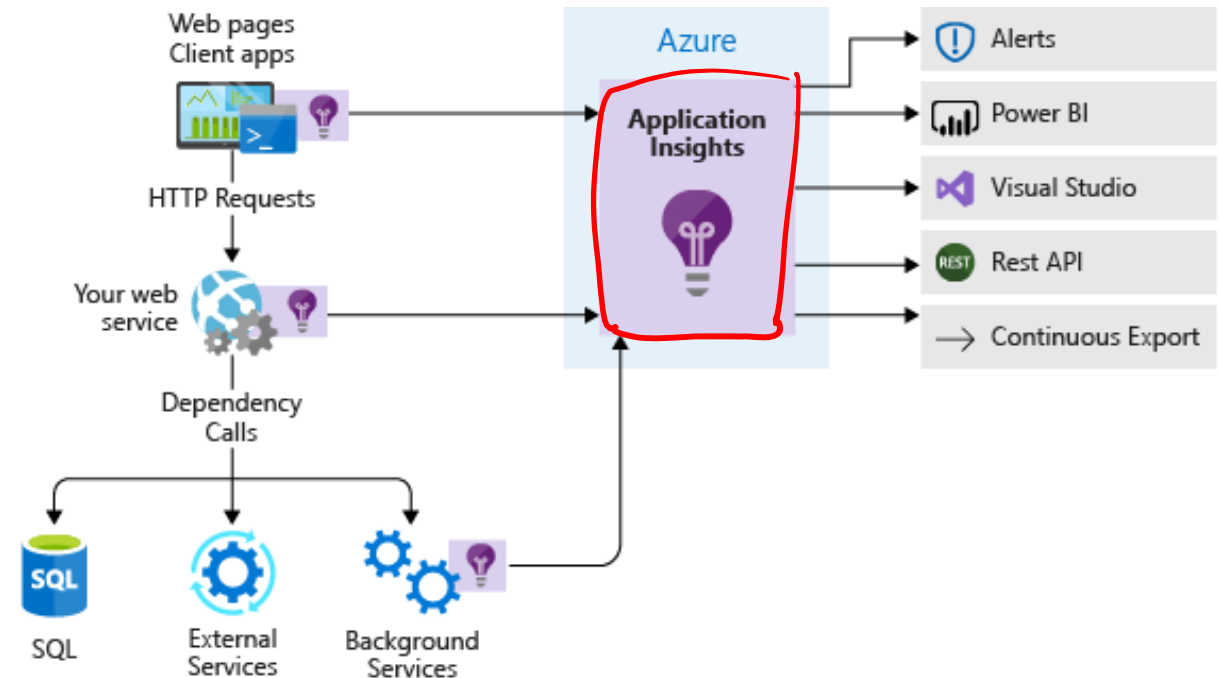 Web pages
Client apps
Azure
Alerts
Application
Insights
Power BI
>_
HTTP Requests
Visual Studio
REST
Rest API
Your web
service
Continuous Export
Dependency
Calls
SQL
SQL
External
Services
Background
Services